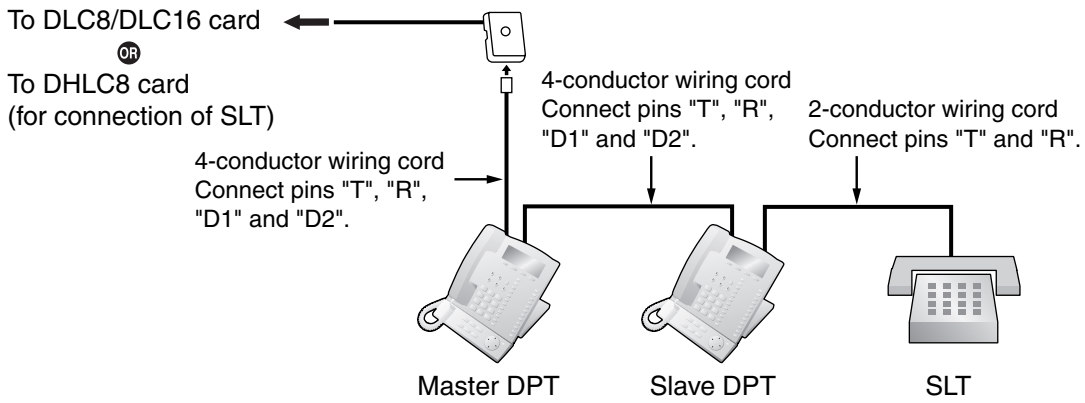 To DLC8/DLC16 card
OR
To DHLC8 card
(for connection of SLT)
4-conductor wiring cord
Connect pins "T", "R",
"D1" and "D2".
4-conductor wiring cord
Connect pins "T", "R",
"D1" and "D2".
2-conductor wiring cord
Connect pins "T" and "R".
Master DPT
Slave DPT
SLT